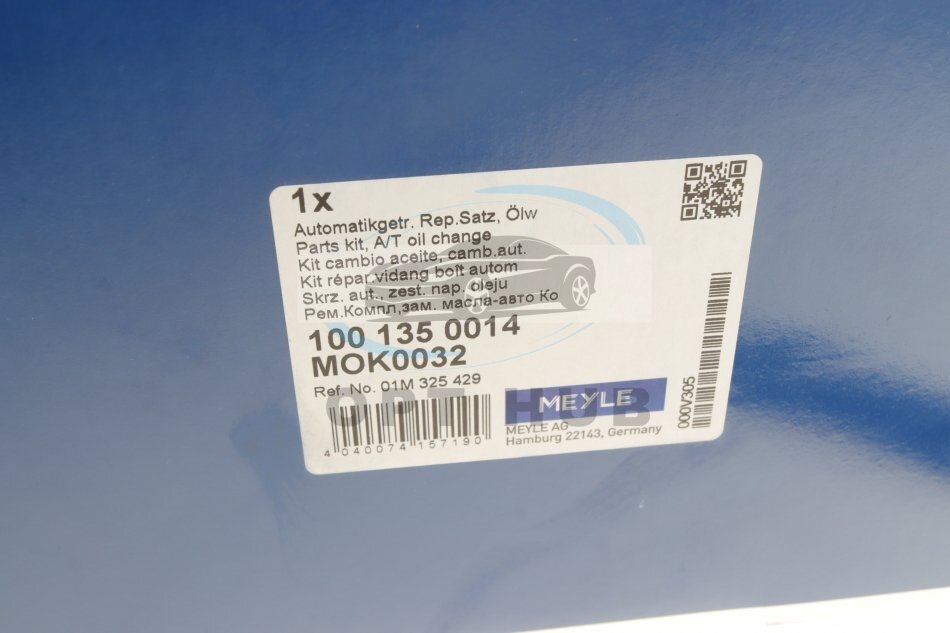 1x
Automatikgetr. Rep.Satz, Ölw
Parts kit, A/T oil change
Kit cambio aceite, camb.aut.
Kit répar.vidang boît autom
Skrz. aut., zest. nap. oleju
Рем.Компл,зам. масла-авто Ко
100 135 0014
MOK0032
Ref. No. 01M 325 429
OPT HUB
MEYLE
MEYLE AG
Hamburg 22143, Germany
4 040074 157190
000V305